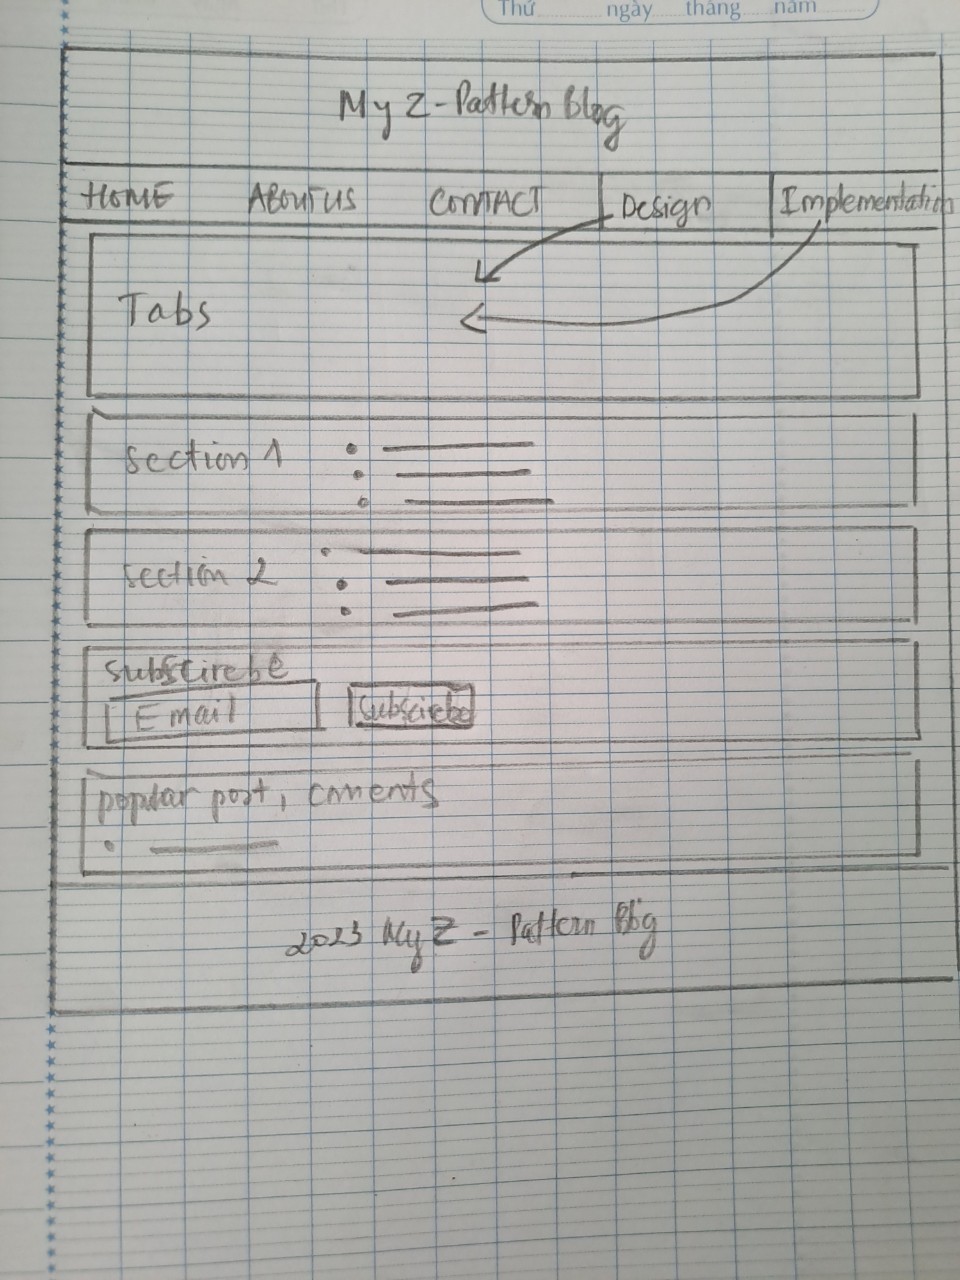 Thứ ngày tháng năm
My Z-Pattern Blog
HOME ABOUT US CONTACT Design Implementation
Tabs
section 1
section 2
subscirebe
Email subscirebe
popular post, coments
2023 My Z - Pattern Blog